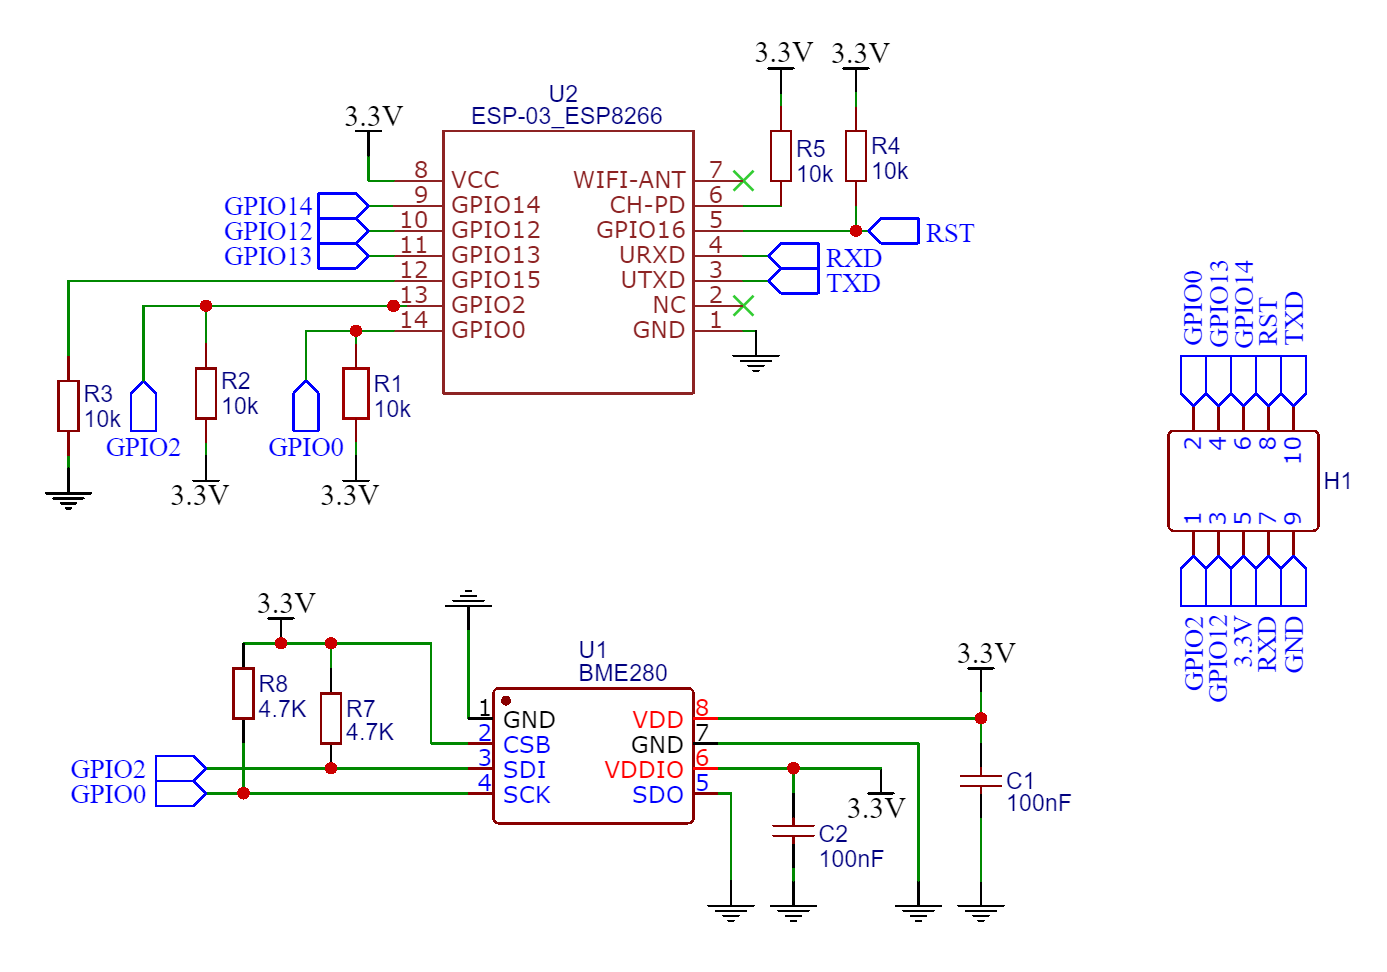 3.3V
3.3V
U2
ESP-03_ESP8266
3.3V
R5
10k
R4
10k
8
VCC
WIFI-ANT
7
GPIO14
9
GPIO14
CH-PD
6
GPIO12
10
GPIO12
GPIO16
5
RST
GPIO13
11
GPIO13
URXD
4
RXD
12
GPIO15
UTXD
3
TXD
13
GPIO2
NC
2
14
GPIO0
GND
1
R3
10k
GPIO2
R2
10k
3.3V
GPIO0
R1
10k
3.3V
GPIO0
GPIO13
GPIO14
RST
TXD
2
4
6
8
10
H1
1
3
5
7
9
GPIO2
GPIO12
3.3V
RXD
GND
3.3V
R8
4.7K
R7
4.7K
U1
BME280
3.3V
1
GND
VDD
8
2
CSB
GND
7
GPIO2
3
SDI
VDDIO
6
GPIO0
4
SCK
SDO
5
3.3V
C1
100nF
C2
100nF